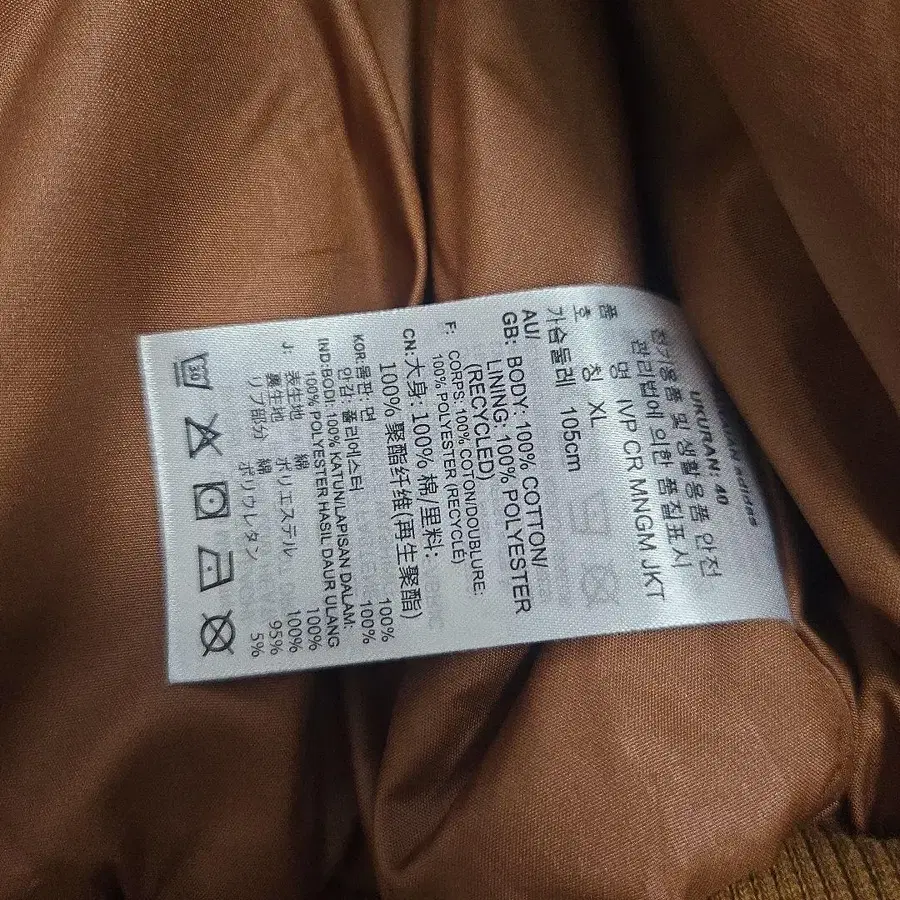 adidas
UKURAN : 40
전기용품 및 생활용품 안전
관리법에 의한 품질표시
품 명 IVP CR MNGM JKT
호 칭 XL
가슴둘레 105cm
AU/
GB: BODY: 100% COTTON/
LINING: 100% POLYESTER
(RECYCLED)
F: CORPS: 100% COTON/DOUBLURE:
100% POLYESTER (RECYCLÉ)
CN: 大身: 100% 棉/里料:
100% 聚酯纤维(再生聚酯)
KOR: 몸판: 면 100%
안감: 폴리에스터 100%
IND: BODI: 100% KATUN/LAPISAN DALAM:
100% POLYESTER HASIL DAUR ULANG
J: 表生地 綿 100%
裏生地 ポリエステル 100%
リブ部分 綿 95%
ポリウレタン 5%
30